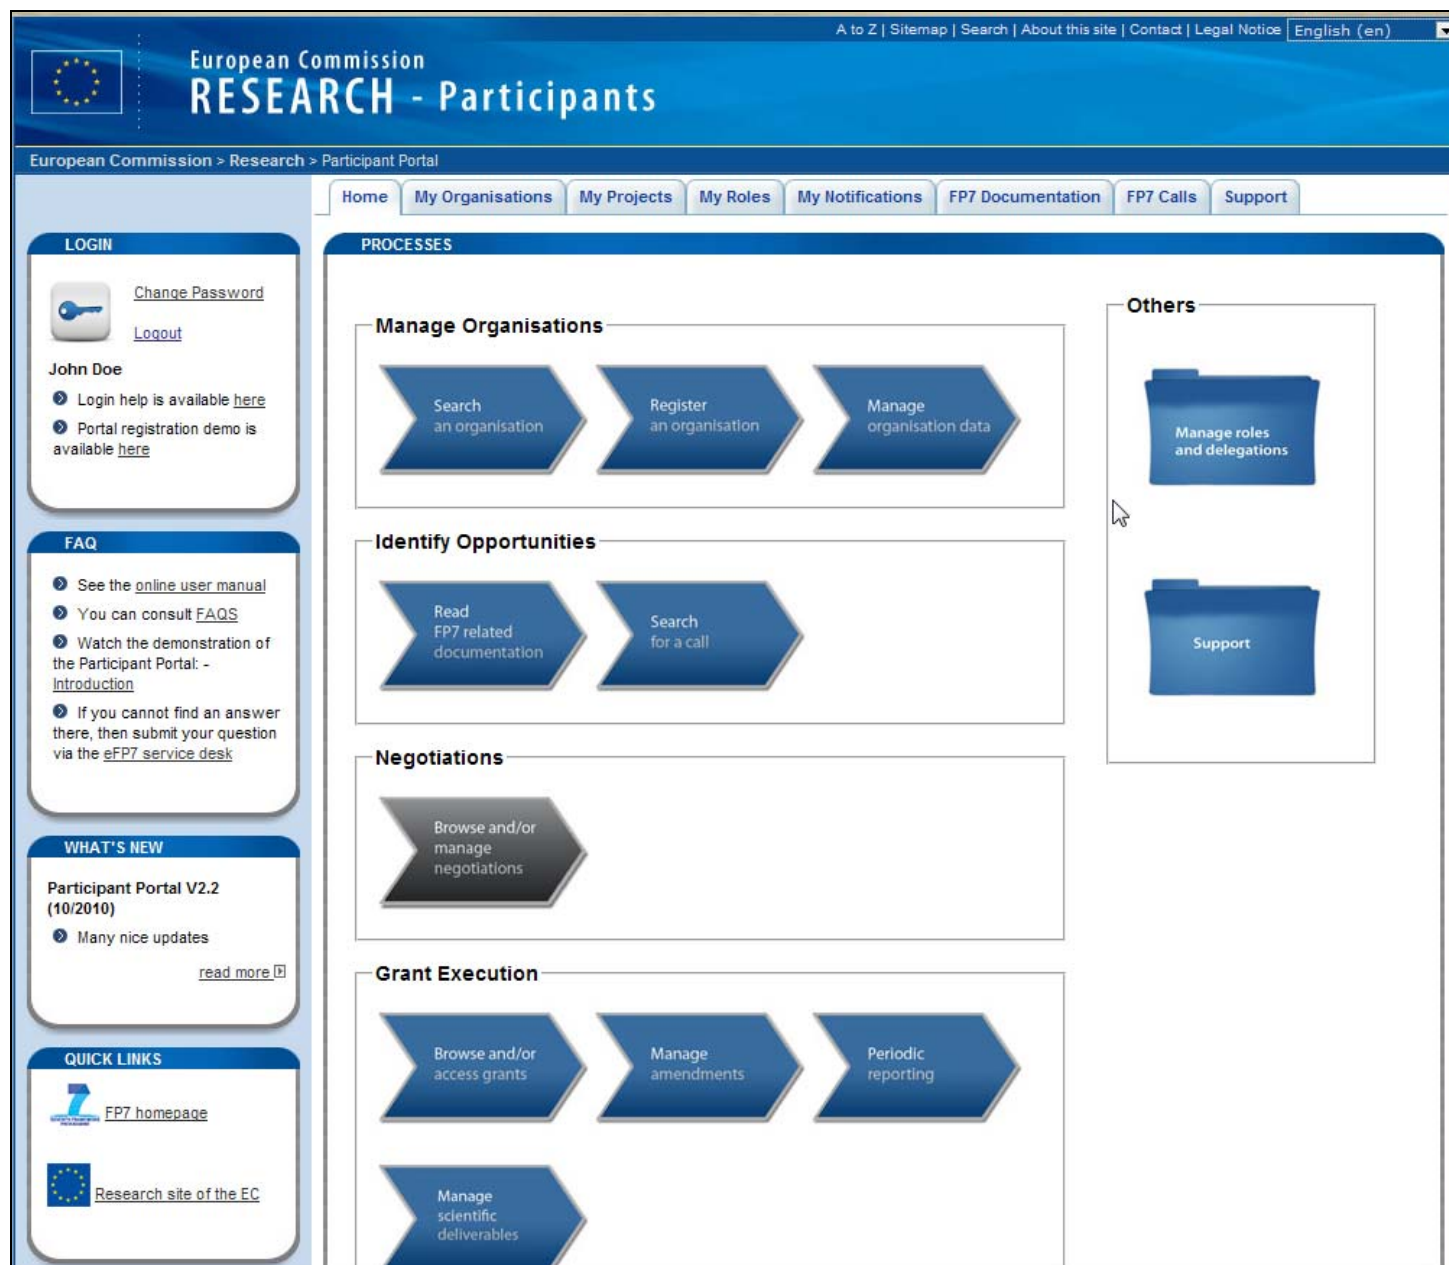 A to Z | Sitemap | Search | About this site | Contact | Legal Notice English (en)
European Commission
RESEARCH - Participants
European Commission > Research > Participant Portal
Home My Organisations My Projects My Roles My Notifications FP7 Documentation FP7 Calls Support
LOGIN
Change Password
Logout
John Doe
Login help is available here
Portal registration demo is
available here
FAQ
See the online user manual
You can consult FAQS
Watch the demonstration of
the Participant Portal: -
Introduction
If you cannot find an answer
there, then submit your question
via the eFP7 service desk
WHAT'S NEW
Participant Portal V2.2
(10/2010)
Many nice updates
read more
QUICK LINKS
FP7 homepage
Research site of the EC
PROCESSES
Manage Organisations
Search
an organisation
Register
an organisation
Manage
organisation data
Identify Opportunities
Read
FP7 related
documentation
Search
for a call
Negotiations
Browse and/or
manage
negotiations
Grant Execution
Browse and/or
access grants
Manage
amendments
Periodic
reporting
Manage
scientific
deliverables
Others
Manage roles
and delegations
Support